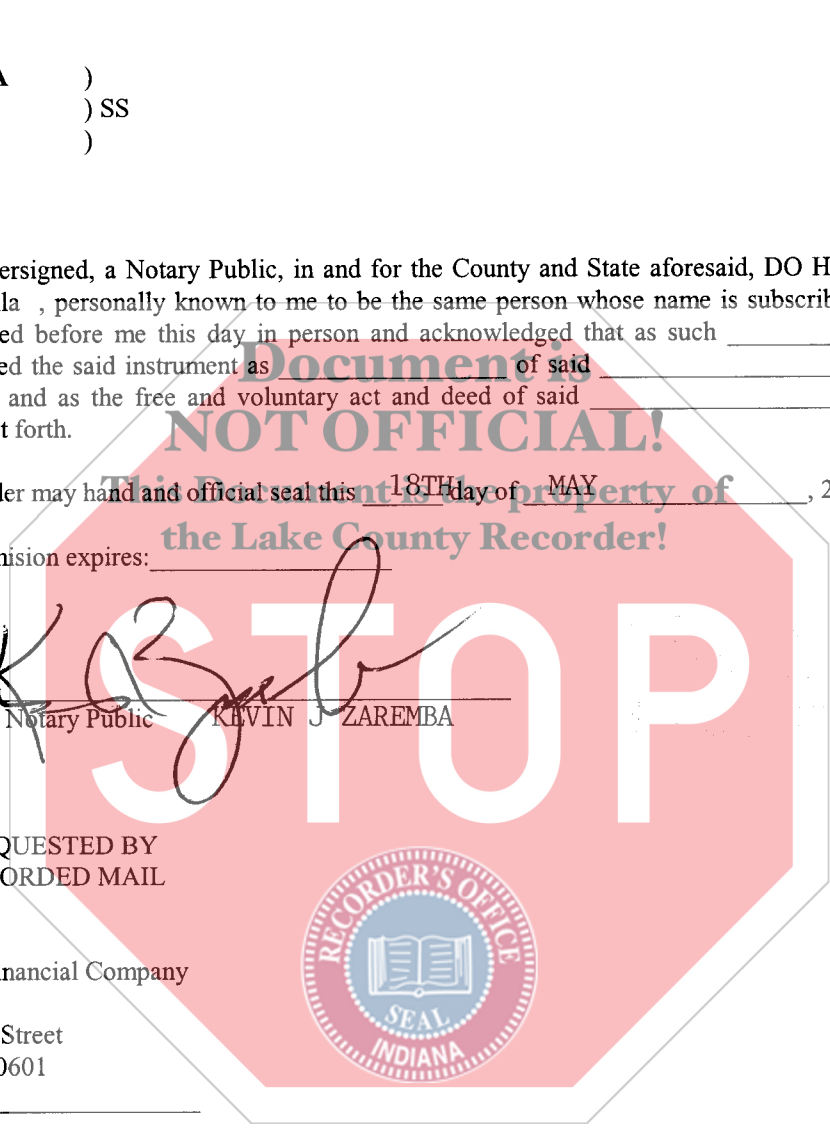 A )
) SS
)
ersigned, a Notary Public, in and for the County and State aforesaid, DO H
la , personally known to me to be the same person whose name is subscrib
ed before me this day in person and acknowledged that as such
ed the said instrument as of said
and as the free and voluntary act and deed of said
t forth.
Document is
NOT OFFICIAL!
This Document is the property of
the Lake County Recorder!
der may hand and official seal this 18TH day of MAY , 2
mision expires:
Notary Public KEVIN J ZAREMBA
STOP
QUESTED BY
ORDED MAIL
nancial Company
Street
0601
RECORDER'S OFFICE
SEAL
INDIANA